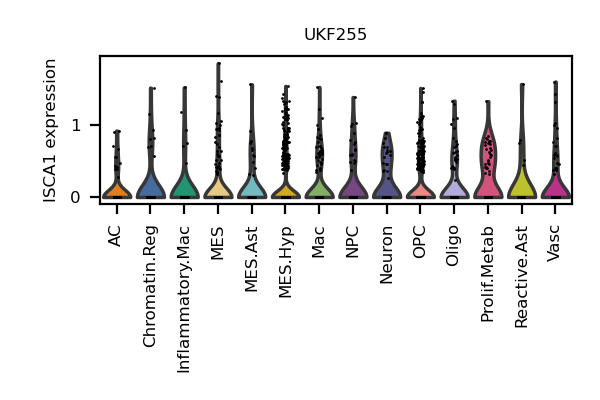 UKF255
ISCA1 expression
1
0
AC
Chromatin.Reg
Inflammatory.Mac
MES
MES.Ast
MES.Hyp
Mac
NPC
Neuron
OPC
Oligo
Prolif.Metab
Reactive.Ast
Vasc